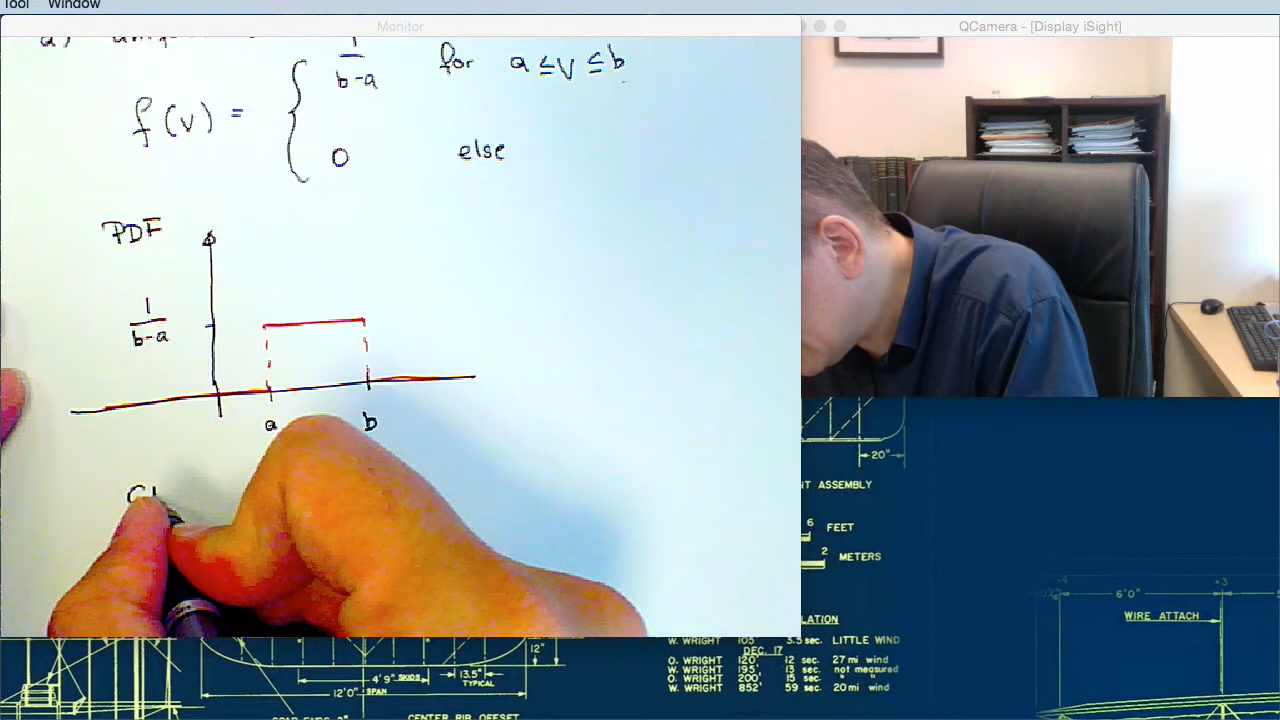 Tool Window
Monitor
QCamera - [Display iSight]
1
b-a
for a ≤ v ≤ b
f(v) =
0 else
PDF
1
b-a
a b
20"
NT ASSEMBLY
6 FEET
2 METERS
4 3
6'0"
WIRE ATTACH
LATION
W. WRIGHT 105' 3.5 sec. LITTLE WIND
DEC. 17
O. WRIGHT 120' 12 sec. 27 mi wind
W. WRIGHT 195' 13 sec. not measured
O. WRIGHT 200' 15 sec. " "
W. WRIGHT 852' 59 sec. 20 mi wind
12"
4'9" SKIDS
13.5" TYPICAL
12'0" SPAN
CENTER RIB OFFSET